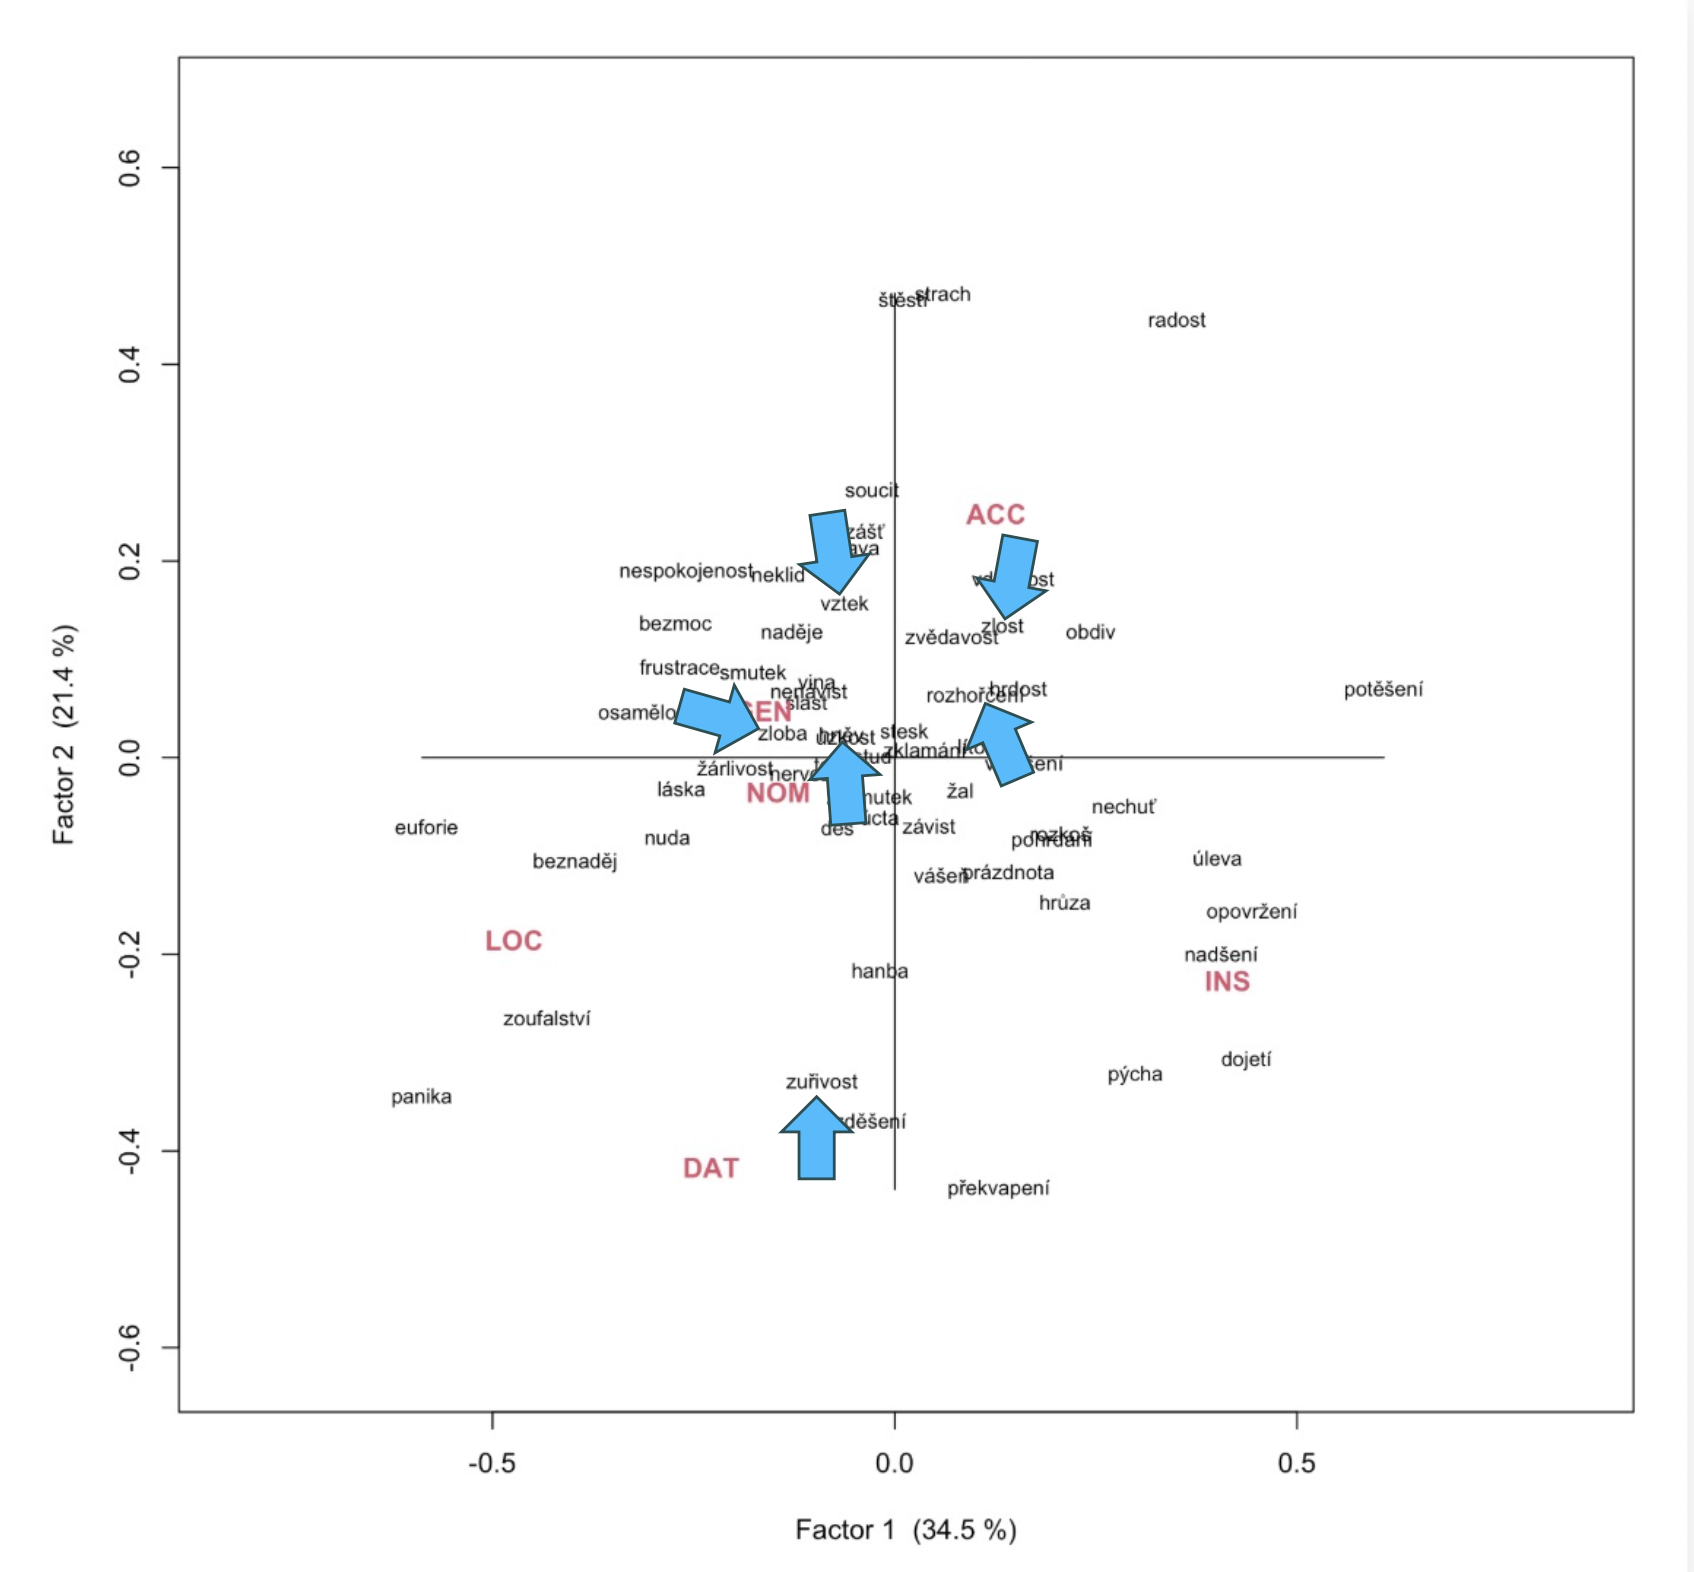 0.6
strach
štěstí
radost
0.4
soucit
ACC
zášť
0.2
nespokojenost
neklid
vztek
bezmoc
naděje
zlost
zvědavost
obdiv
frustrace
smutek
vina
nenávist
hrdost
rozhořčení
potěšení
slast
zloba
stesk
úzkost
zklamání
0.0
žárlivost
láska
NOM
žal
nechuť
euforie
závist
nuda
rozkoš
pohrdání
beznaděj
úleva
vášeň
prázdnota
hrůza
opovržení
LOC
-0.2
nadšení
hanba
INS
zoufalství
dojetí
pýcha
zuřivost
panika
-0.4
DAT
překvapení
-0.6
Factor 2 (21.4 %)
-0.5 0.0 0.5
Factor 1 (34.5 %)